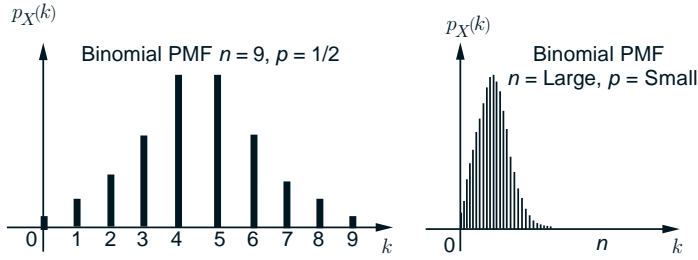 p_X(k)
Binomial PMF n = 9, p = 1/2
0 1 2 3 4 5 6 7 8 9 k
p_X(k)
Binomial PMF
n = Large, p = Small
0 n k